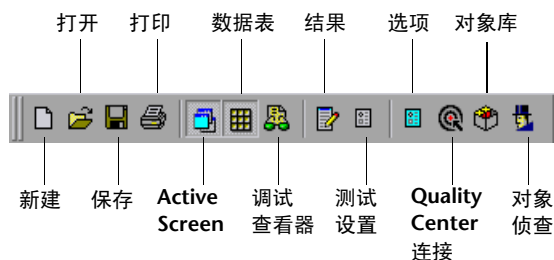 打开
打印
数据表
结果
选项
对象库
新建
保存
Active
Screen
调试
查看器
测试
设置
Quality
Center
连接
对象
侦查